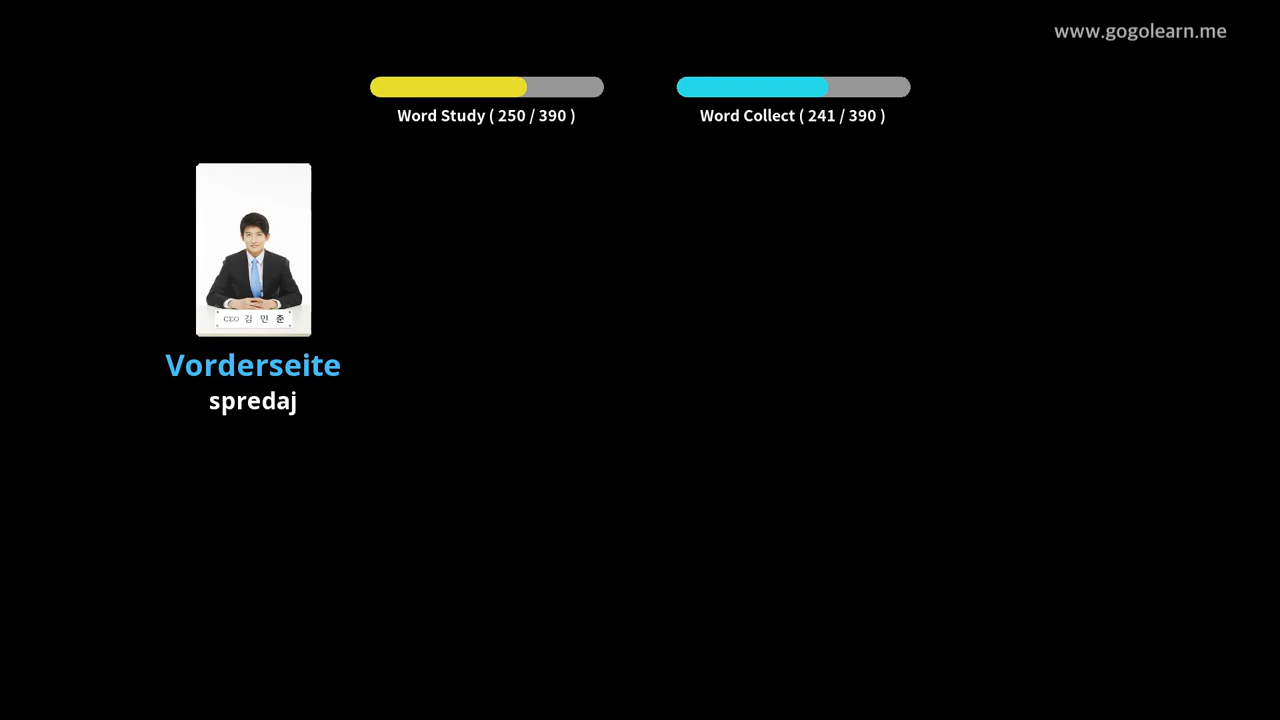 www.gogolearn.me
Word Study ( 250 / 390 )
Word Collect ( 241 / 390 )
CEO 김 민 준
Vorderseite
spredaj